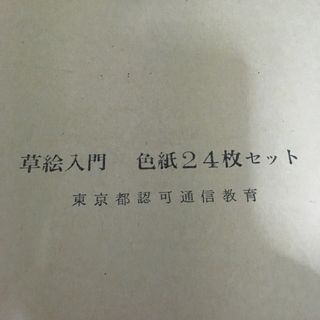 草絵入門　色紙24枚セット
東京都認可通信教育